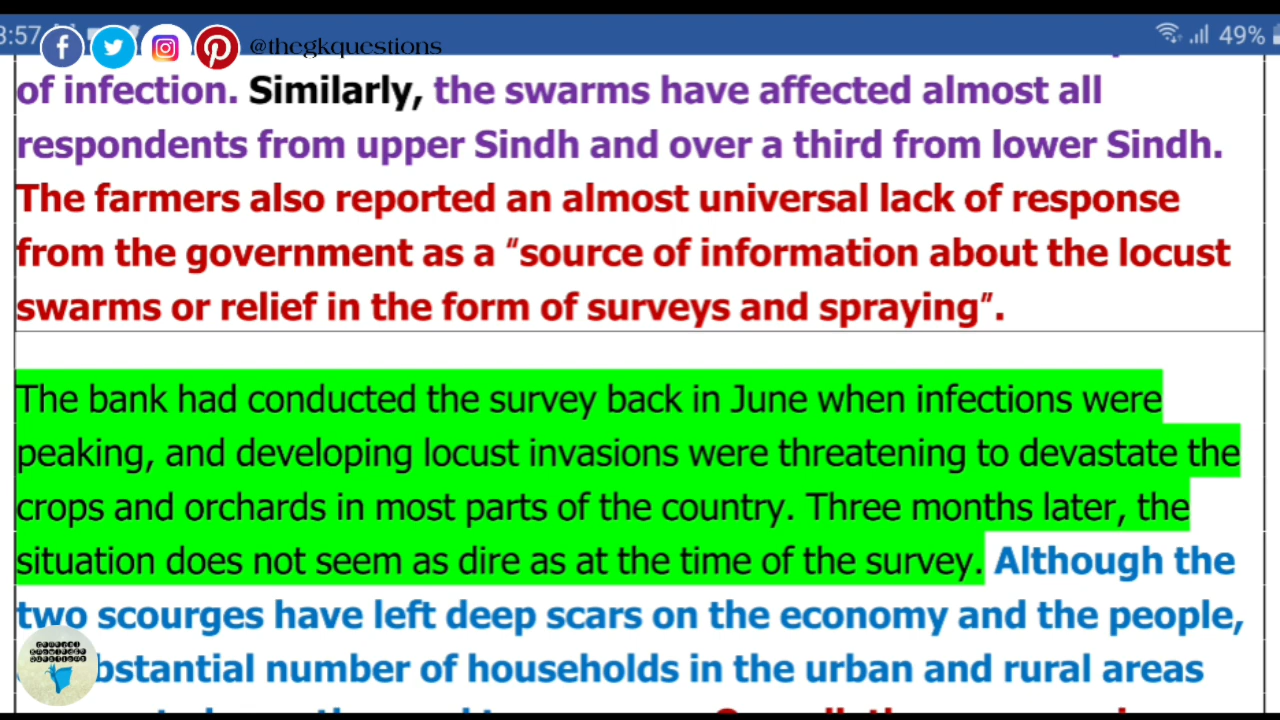 3:57
49%
@thegkquestions
of infection. Similarly, the swarms have affected almost all
respondents from upper Sindh and over a third from lower Sindh.
The farmers also reported an almost universal lack of response
from the government as a “source of information about the locust
swarms or relief in the form of surveys and spraying”.
The bank had conducted the survey back in June when infections were
peaking, and developing locust invasions were threatening to devastate the
crops and orchards in most parts of the country. Three months later, the
situation does not seem as dire as at the time of the survey. Although the
two scourges have left deep scars on the economy and the people,
number of households in the urban and rural areas